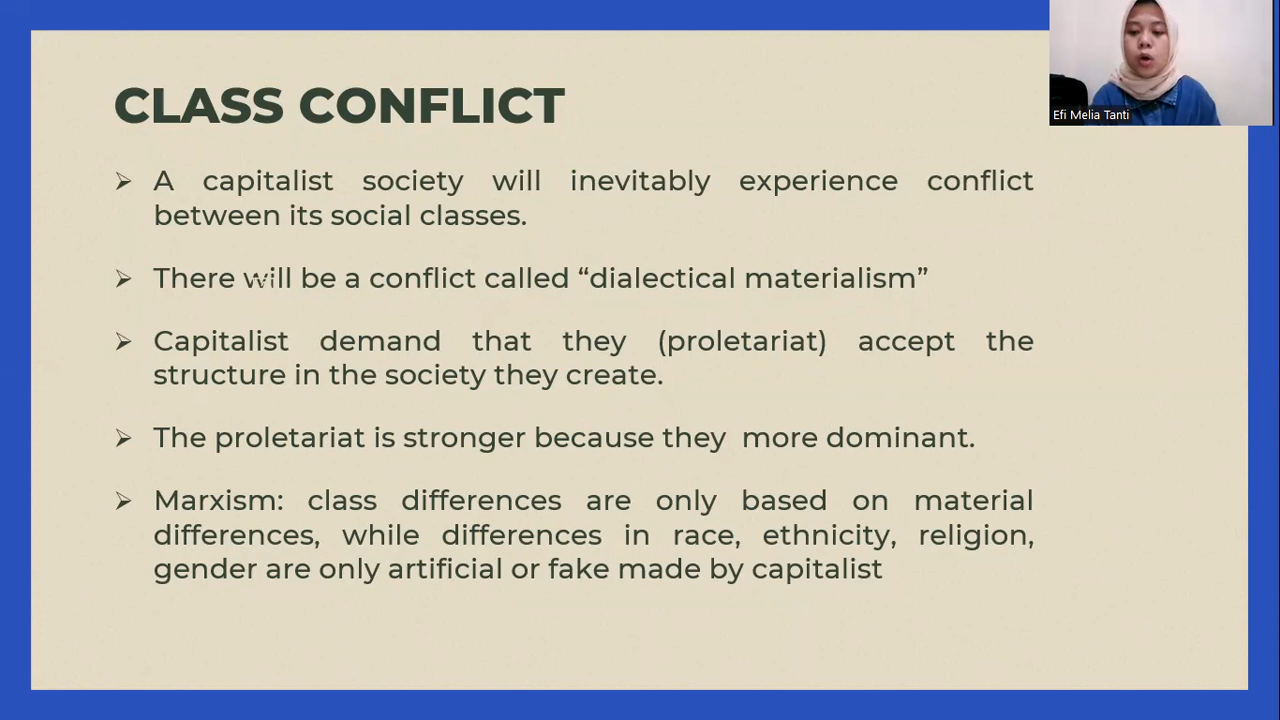 CLASS CONFLICT
Efi Melia Tanti
➢ A capitalist society will inevitably experience conflict
between its social classes.
➢ There will be a conflict called “dialectical materialism”
➢ Capitalist demand that they (proletariat) accept the
structure in the society they create.
➢ The proletariat is stronger because they more dominant.
➢ Marxism: class differences are only based on material
differences, while differences in race, ethnicity, religion,
gender are only artificial or fake made by capitalist